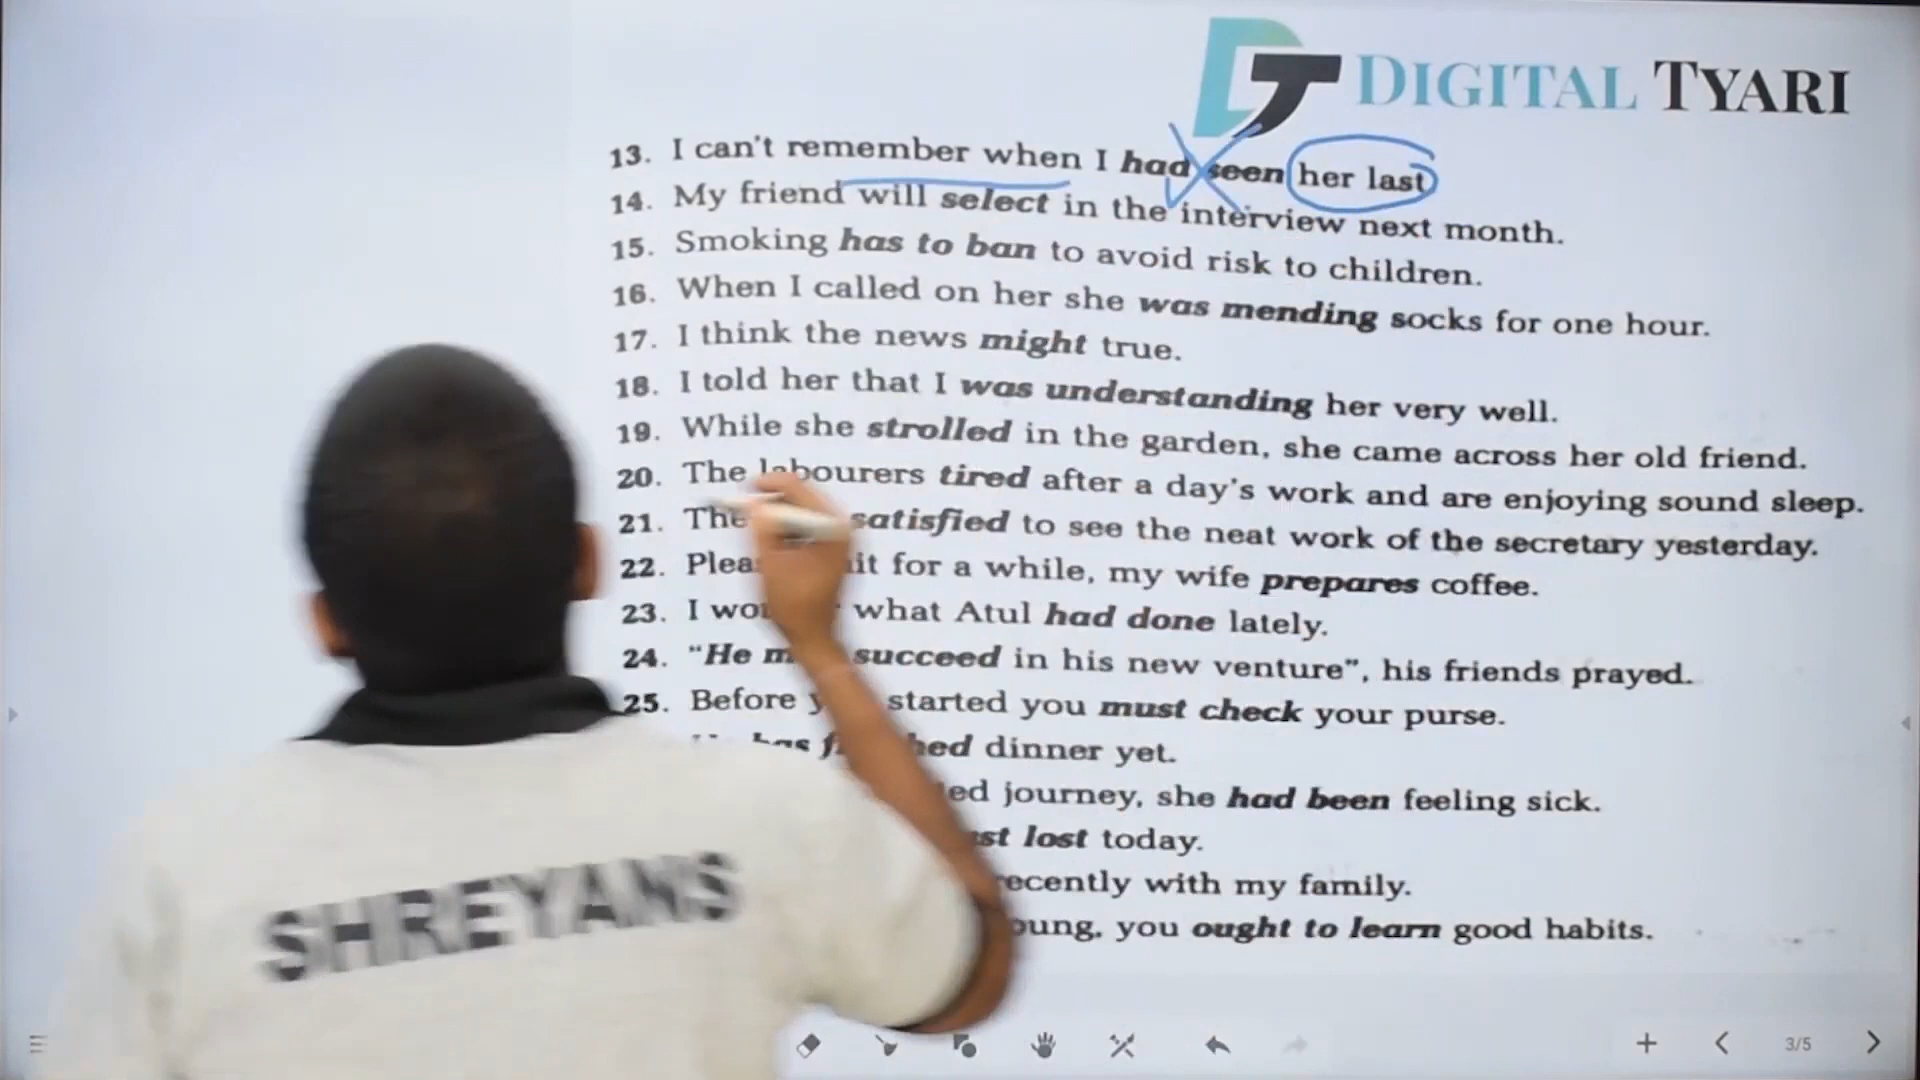 DT DIGITAL TYARI
13. I can't remember when I had seen her last
14. My friend will select in the interview next month.
15. Smoking has to ban to avoid risk to children.
16. When I called on her she was mending socks for one hour.
17. I think the news might true.
18. I told her that I was understanding her very well.
19. While she strolled in the garden, she came across her old friend.
20. The labourers tired after a day's work and are enjoying sound sleep.
21. satisfied to see the neat work of the secretary yesterday.
22. for a while, my wife prepares coffee.
23. I what Atul had done lately.
24. "He succeed in his new venture", his friends prayed.
25. Before started you must check your purse.
has dinner yet.
journey, she had been feeling sick.
lost today.
recently with my family.
you ought to learn good habits.
SHREYANS
3/5